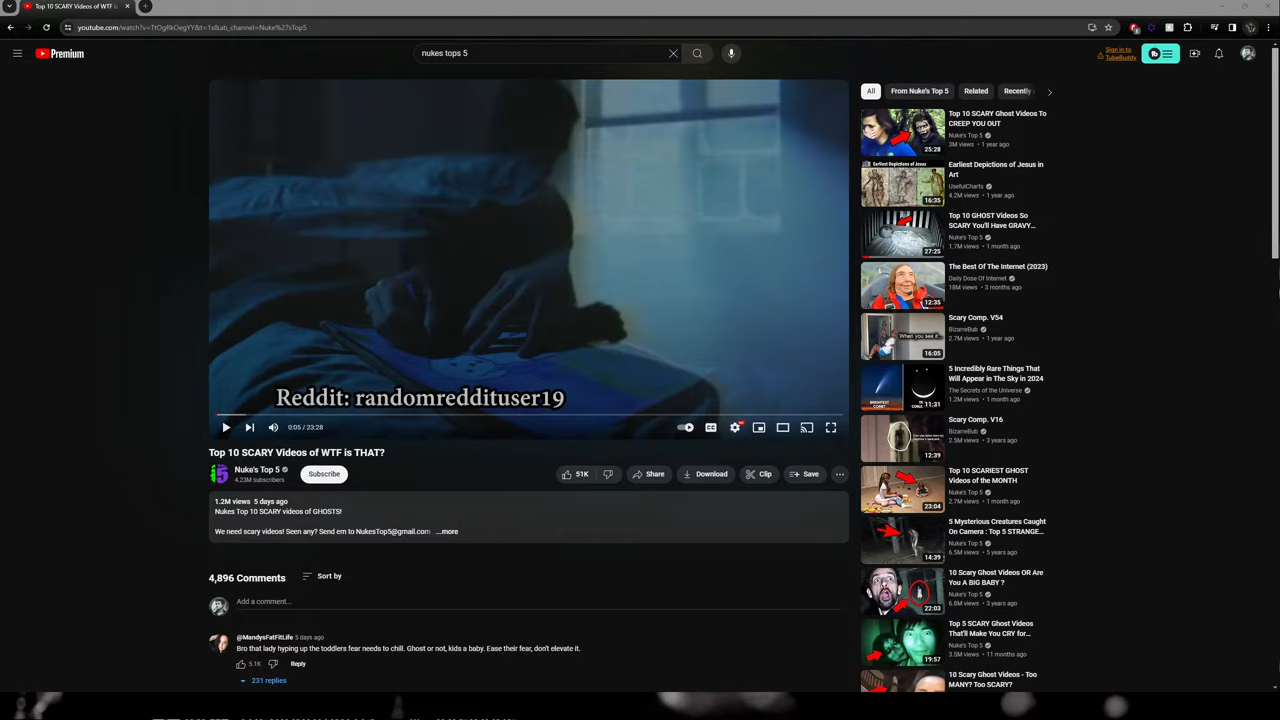 Top 10 SCARY Videos of WTF is
youtube.com/watch?v=TtOgRkDegYY&t=1s&ab_channel=Nuke%27sTop5
Premium
nukes tops 5
Sign in to
TubeBuddy
Reddit: randomreddituser19
0:05 / 23:28
Top 10 SCARY Videos of WTF is THAT?
Nuke's Top 5
4.23M subscribers
Subscribe
51K
Share
Download
Clip
Save
1.2M views 5 days ago
Nukes Top 10 SCARY videos of GHOSTS!
We need scary videos! Seen any? Send em to NukesTop5@gmail.com ...more
4,896 Comments
Sort by
Add a comment...
@MandysFatFitLife 5 days ago
Bro that lady hyping up the toddlers fear needs to chill. Ghost or not, kids a baby. Ease their fear, don't elevate it.
5.1K
Reply
231 replies
All
From Nuke's Top 5
Related
Recently
25:28
Top 10 SCARY Ghost Videos To
CREEP YOU OUT
Nuke's Top 5
3M views • 1 year ago
Earliest Depictions of Jesus
16:35
Earliest Depictions of Jesus in
Art
UsefulCharts
4.2M views • 1 year ago
27:25
Top 10 GHOST Videos So
SCARY You'll Have GRAVY...
Nuke's Top 5
1.7M views • 1 month ago
12:35
The Best Of The Internet (2023)
Daily Dose Of Internet
18M views • 3 months ago
When you see it...
16:05
Scary Comp. V54
BizarreBub
2.7M views • 1 year ago
11:31
5 Incredibly Rare Things That
Will Appear in The Sky in 2024
The Secrets of the Universe
1.2M views • 1 month ago
12:39
Scary Comp. V16
BizarreBub
2.5M views • 3 years ago
23:04
Top 10 SCARIEST GHOST
Videos of the MONTH
Nuke's Top 5
2.7M views • 1 month ago
14:39
5 Mysterious Creatures Caught
On Camera : Top 5 STRANGE...
Nuke's Top 5
6.5M views • 5 years ago
22:03
10 Scary Ghost Videos OR Are
You A BIG BABY ?
Nuke's Top 5
6.8M views • 3 years ago
19:57
Top 5 SCARY Ghost Videos
That'll Make You CRY for...
Nuke's Top 5
3.5M views • 11 months ago
10 Scary Ghost Videos - Too
MANY? Too SCARY?